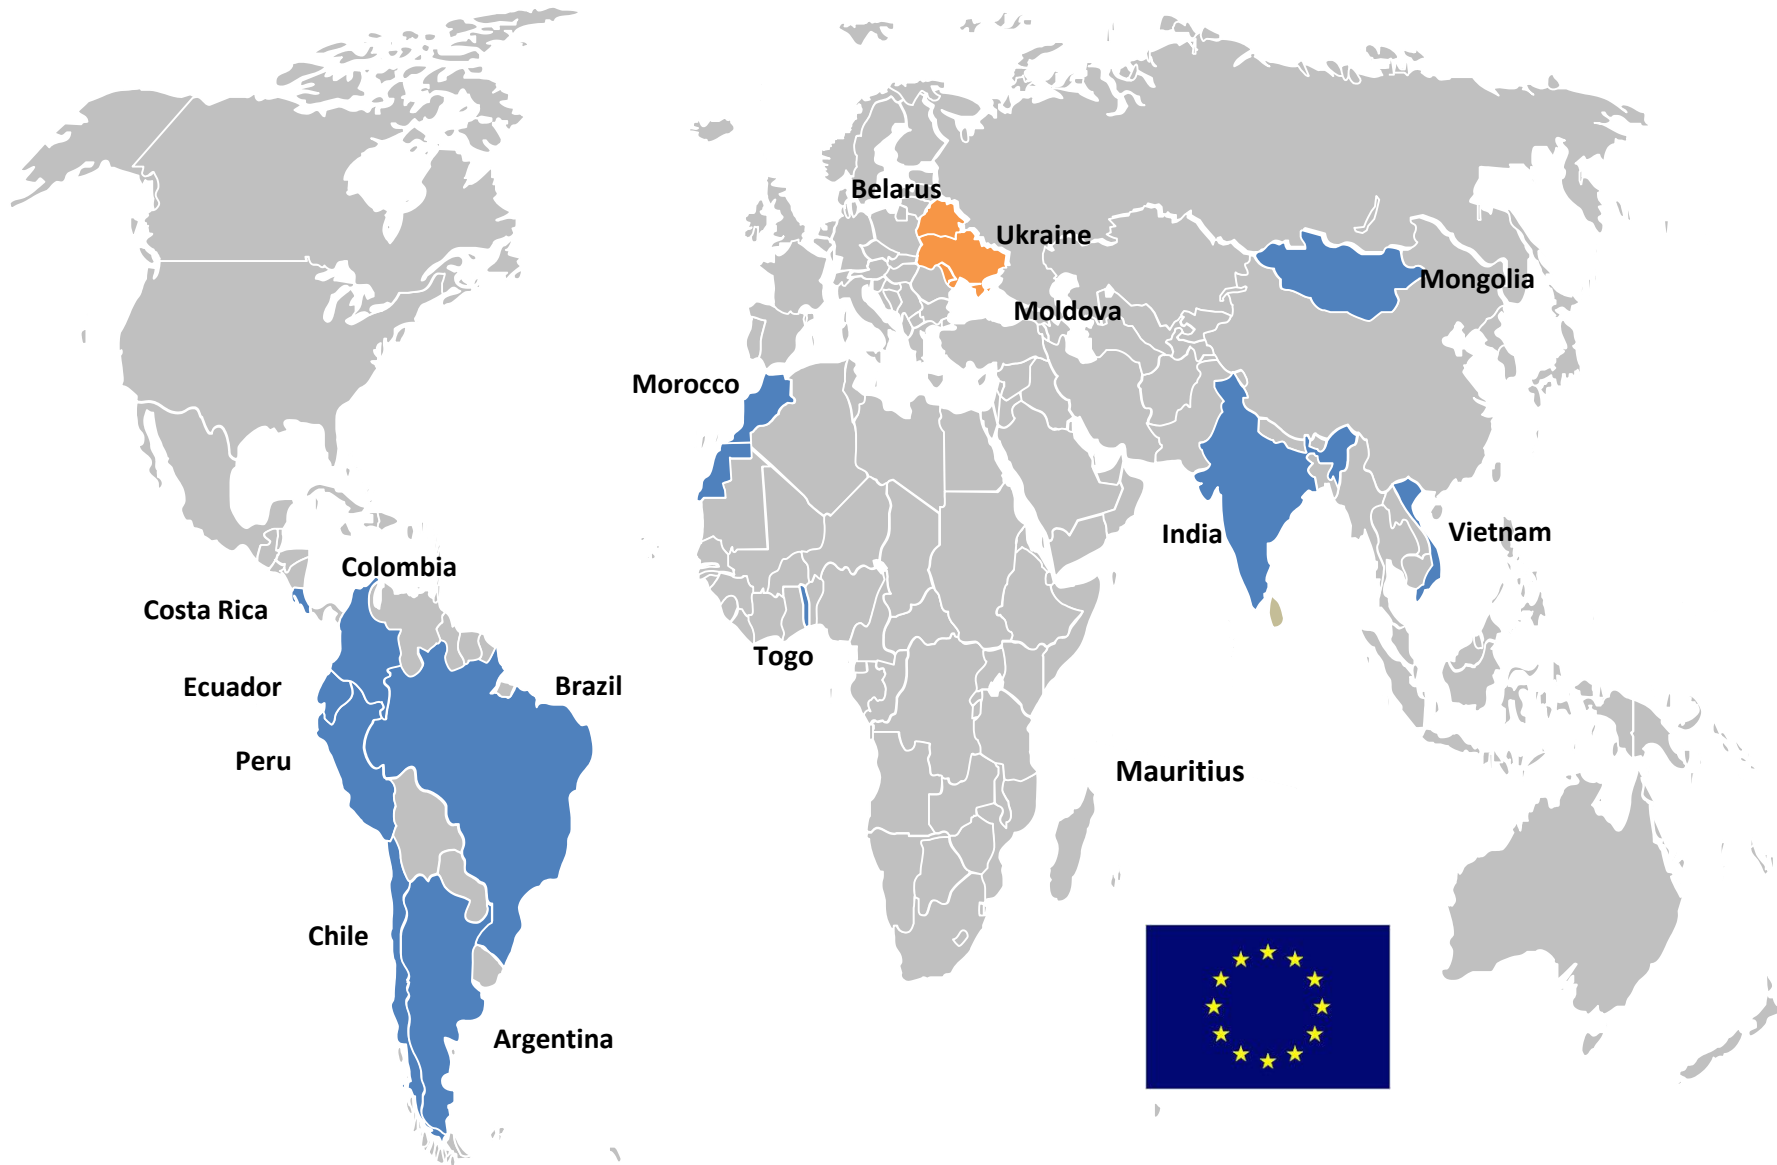 Belarus
Ukraine
Mongolia
Moldova
Morocco
India
Vietnam
Colombia
Costa Rica
Togo
Ecuador
Brazil
Peru
Mauritius
Chile
Argentina